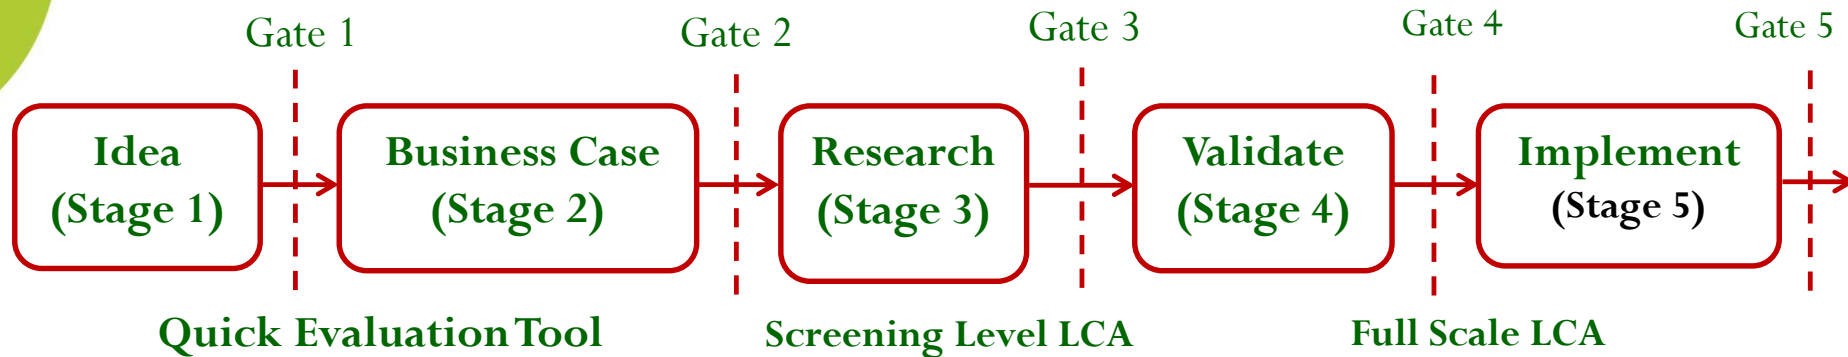 Gate 1
Gate 2
Gate 3
Gate 4
Gate 5
Idea
(Stage 1)
Business Case
(Stage 2)
Research
(Stage 3)
Validate
(Stage 4)
Implement
(Stage 5)
Quick Evaluation Tool
Screening Level LCA
Full Scale LCA